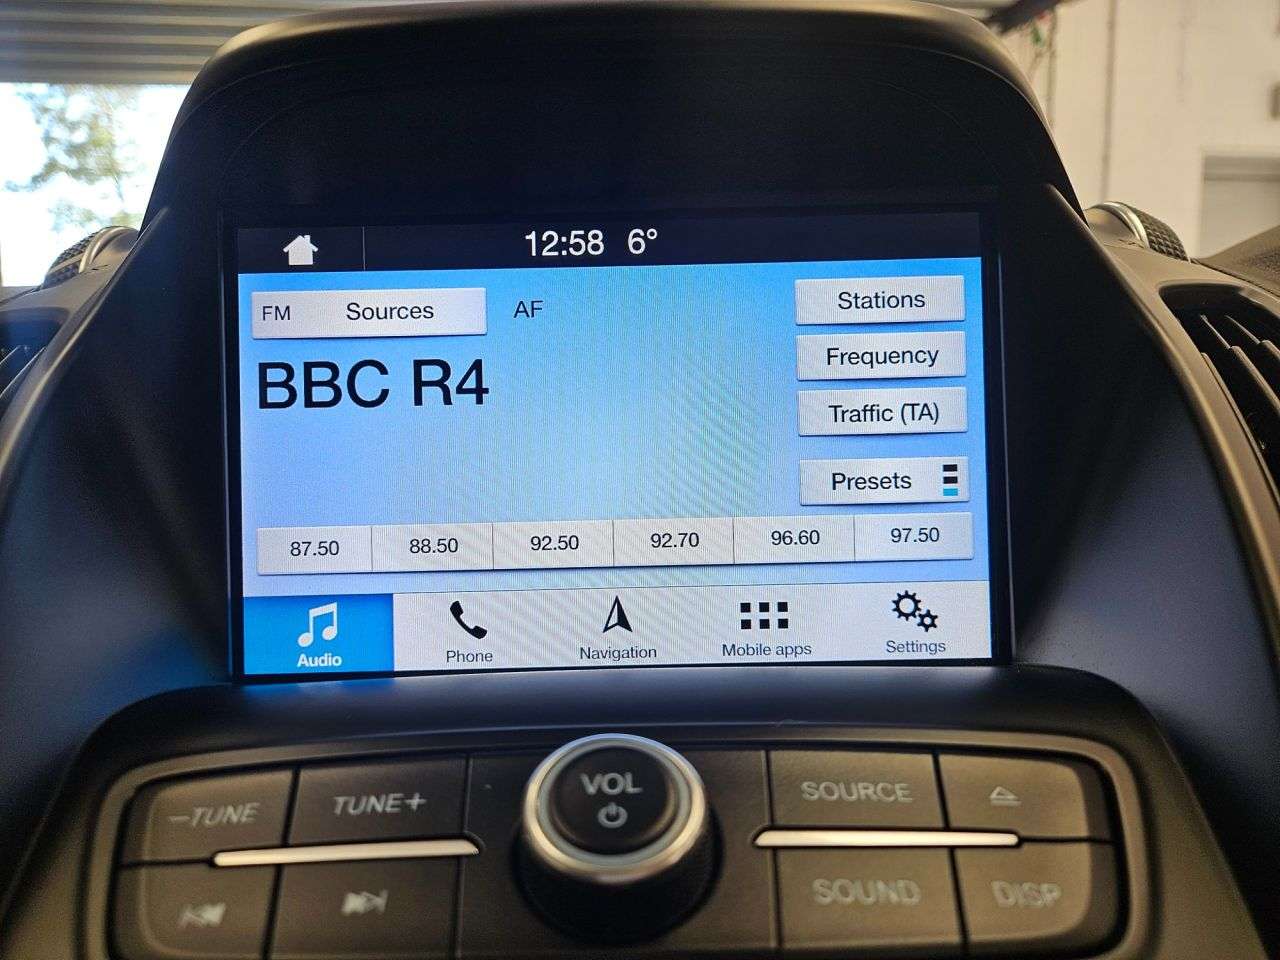 12:58 6°
FM Sources AF
Stations
BBC R4
Frequency
Traffic (TA)
Presets
87.50 88.50 92.50 92.70 96.60 97.50
Audio Phone Navigation Mobile apps Settings
-TUNE TUNE+ VOL SOURCE
SOUND DISP